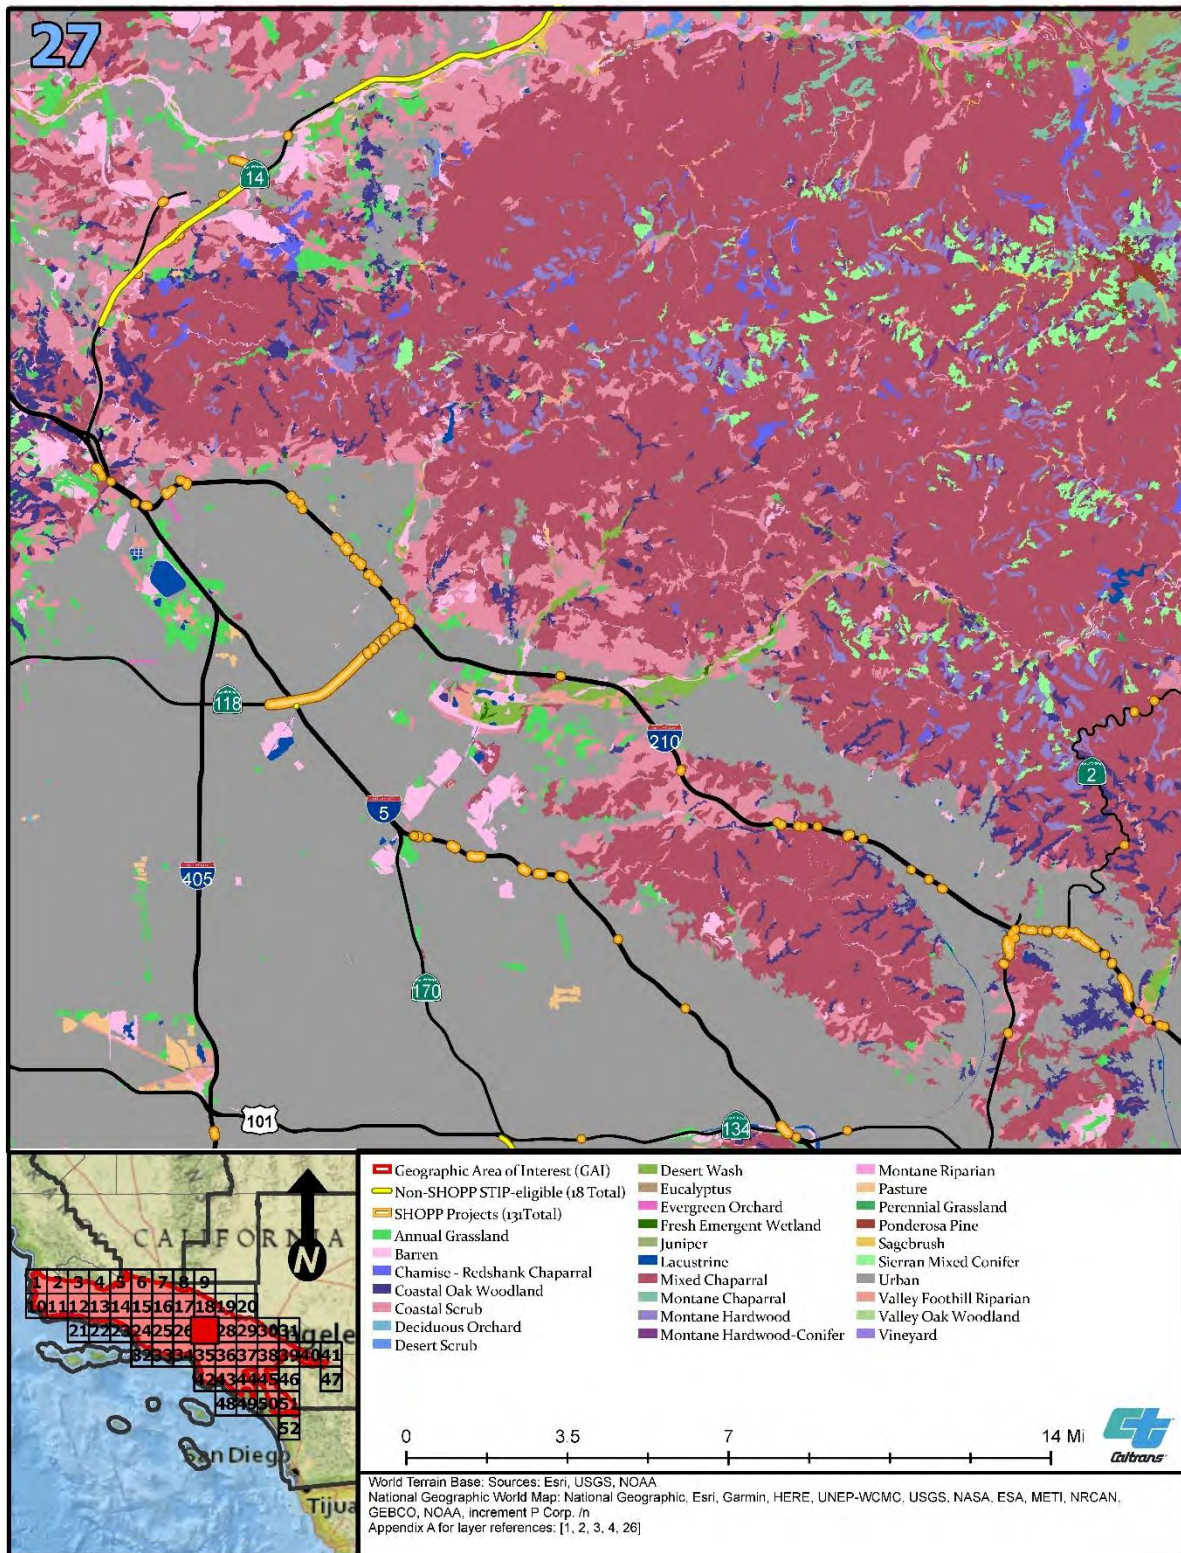 27
14
118
210
2
5
405
170
101
134
Geographic Area of Interest (GAI)
Non-SHOPP STIP-eligible (18 Total)
SHOPP Projects (131Total)
Annual Grassland
Barren
Chamise - Redshank Chaparral
Coastal Oak Woodland
Coastal Scrub
Deciduous Orchard
Desert Scrub
Desert Wash
Eucalyptus
Evergreen Orchard
Fresh Emergent Wetland
Juniper
Lacustrine
Mixed Chaparral
Montane Chaparral
Montane Hardwood
Montane Hardwood-Conifer
Montane Riparian
Pasture
Perennial Grassland
Ponderosa Pine
Sagebrush
Sierran Mixed Conifer
Urban
Valley Foothill Riparian
Valley Oak Woodland
Vineyard
N
CALIFORNIA
1 2 3 4 5 6 7 8 9
10 11 12 13 14 15 16 17 18 19 20
21 22 23 24 25 26 28 29 30 31
32 33 34 35 36 37 38 39 40 41
42 43 44 45 46 47
48 49 50 51
52
San Diego
0 3.5 7 14 Mi
Caltrans
World Terrain Base: Sources: Esri, USGS, NOAA
National Geographic World Map: National Geographic, Esri, Garmin, HERE, UNEP-WCMC, USGS, NASA, ESA, METI, NRCAN,
GEBCO, NOAA, increment P Corp. /n
Appendix A for layer references: [1, 2, 3, 4, 26]